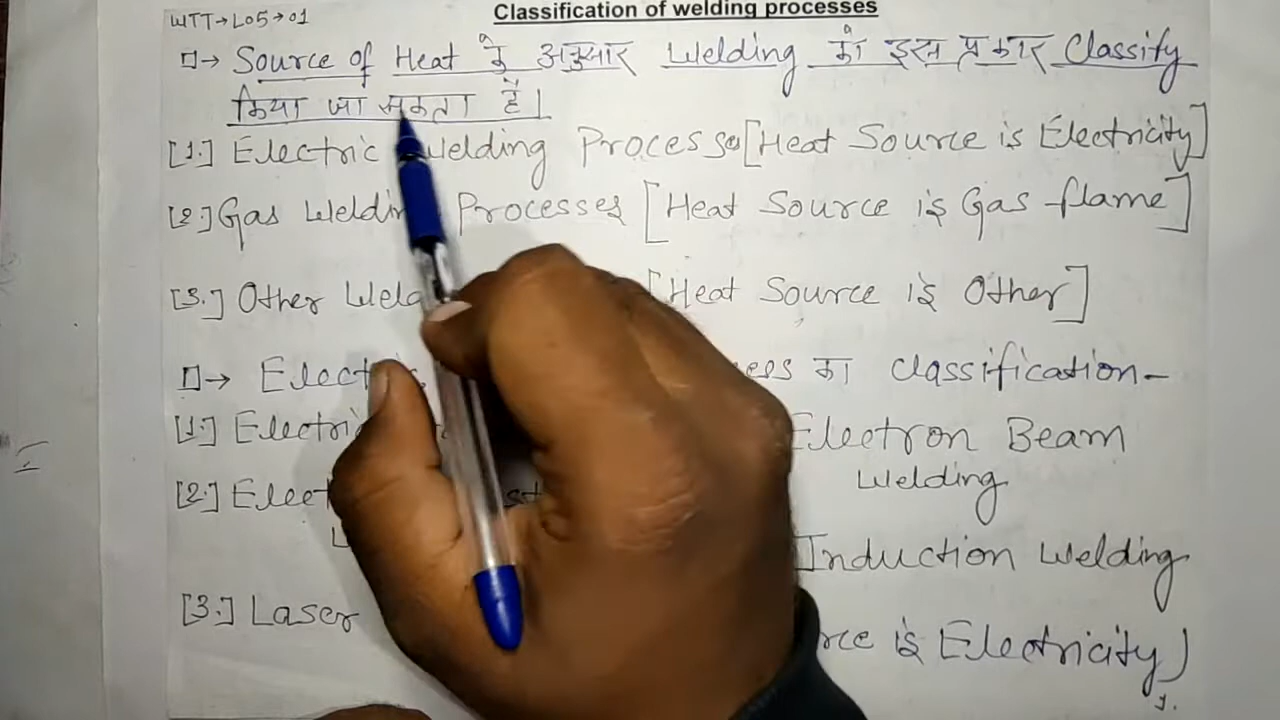 Classification of welding processes
WTT→L05→01
□→ Source of Heat के अनुसार Welding को इस प्रकार Classify
किया जा सकता है।
[1.] Electric Welding Process [Heat Source is Electricity]
[2.] Gas Welding Processes [Heat Source is Gas flame]
[3.] Other [Heat Source is Other]
□→ का classification-
[1.] Electron Beam
Welding
[2.]
Induction Welding
[3.] Laser
is Electricity)